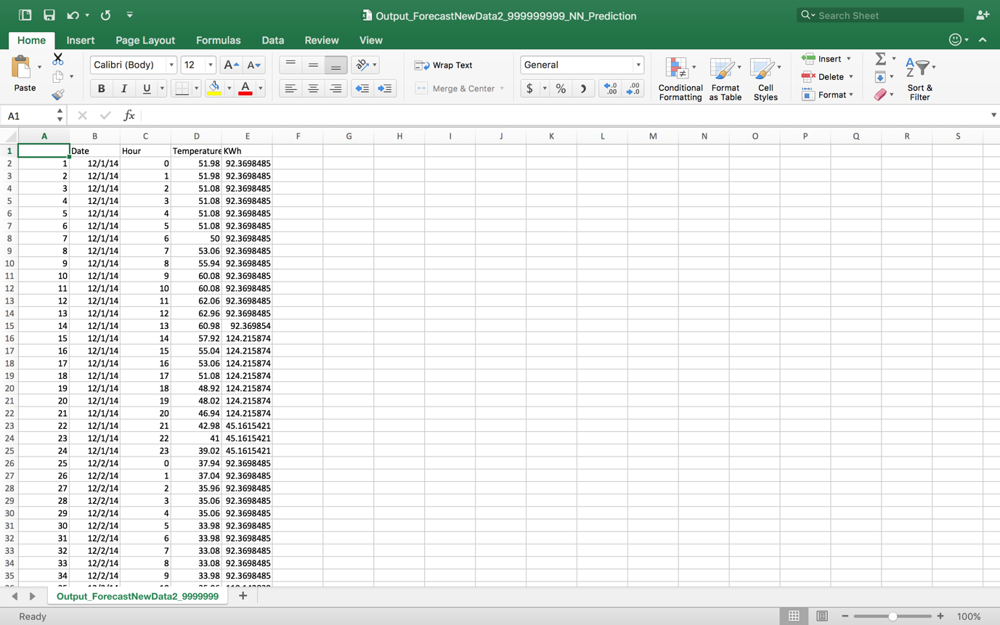 Output_ForecastNewData2_999999999_NN_Prediction
Search Sheet
Home Insert Page Layout Formulas Data Review View
Paste
Calibri (Body) 12 A A
B I U A
Wrap Text
Merge & Center
General
$ %
Conditional Formatting
Format as Table
Cell Styles
Insert
Delete
Format
Sort & Filter
A1 fx
A B C D E F G H I J K L M N O P Q R S
1 Date Hour Temperature KWh
2 1 12/1/14 0 51.98 92.3698485
3 2 12/1/14 1 51.98 92.3698485
4 3 12/1/14 2 51.08 92.3698485
5 4 12/1/14 3 51.08 92.3698485
6 5 12/1/14 4 51.08 92.3698485
7 6 12/1/14 5 51.08 92.3698485
8 7 12/1/14 6 50 92.3698485
9 8 12/1/14 7 53.06 92.3698485
10 9 12/1/14 8 55.94 92.3698485
11 10 12/1/14 9 60.08 92.3698485
12 11 12/1/14 10 60.08 92.3698485
13 12 12/1/14 11 62.06 92.3698485
14 13 12/1/14 12 62.96 92.3698485
15 14 12/1/14 13 60.98 92.369854
16 15 12/1/14 14 57.92 124.215874
17 16 12/1/14 15 55.04 124.215874
18 17 12/1/14 16 53.06 124.215874
19 18 12/1/14 17 51.08 124.215874
20 19 12/1/14 18 48.92 124.215874
21 20 12/1/14 19 48.02 124.215874
22 21 12/1/14 20 46.94 124.215874
23 22 12/1/14 21 42.98 45.1615421
24 23 12/1/14 22 41 45.1615421
25 24 12/1/14 23 39.02 45.1615421
26 25 12/2/14 0 37.94 92.3698485
27 26 12/2/14 1 37.04 92.3698485
28 27 12/2/14 2 35.96 92.3698485
29 28 12/2/14 3 35.06 92.3698485
30 29 12/2/14 4 35.06 92.3698485
31 30 12/2/14 5 33.98 92.3698485
32 31 12/2/14 6 33.98 92.3698485
33 32 12/2/14 7 33.08 92.3698485
34 33 12/2/14 8 33.08 92.3698485
35 34 12/2/14 9 33.98 92.3698485
Output_ForecastNewData2_9999999
Ready 100%